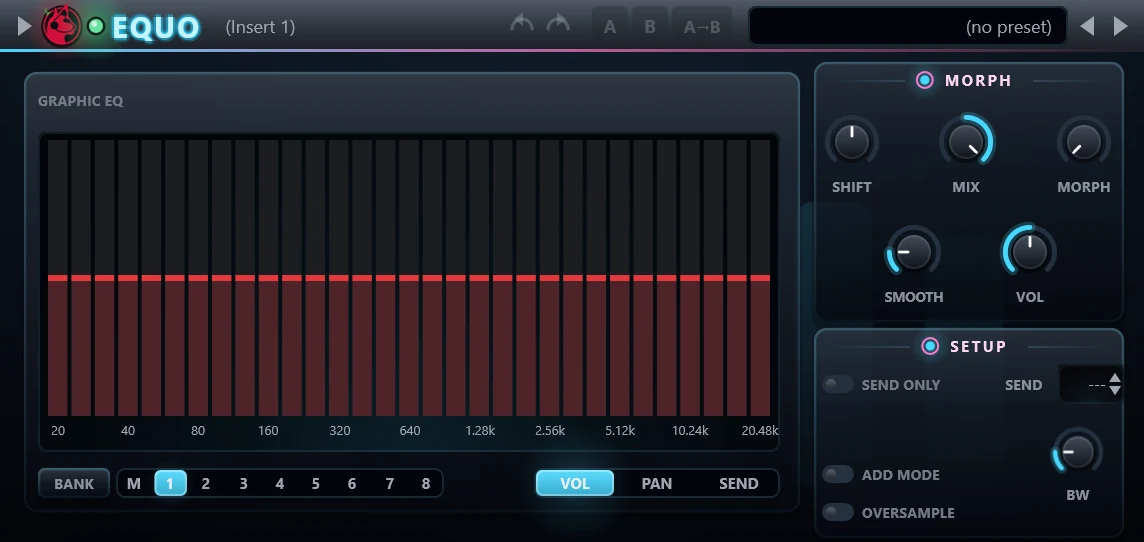 EQUO (Insert 1) A B A→B (no preset)
GRAPHIC EQ
20 40 80 160 320 640 1.28k 2.56k 5.12k 10.24k 20.48k
BANK M 1 2 3 4 5 6 7 8 VOL PAN SEND
MORPH
SHIFT MIX MORPH
SMOOTH VOL
SETUP
SEND ONLY SEND ---
ADD MODE
BW
OVERSAMPLE